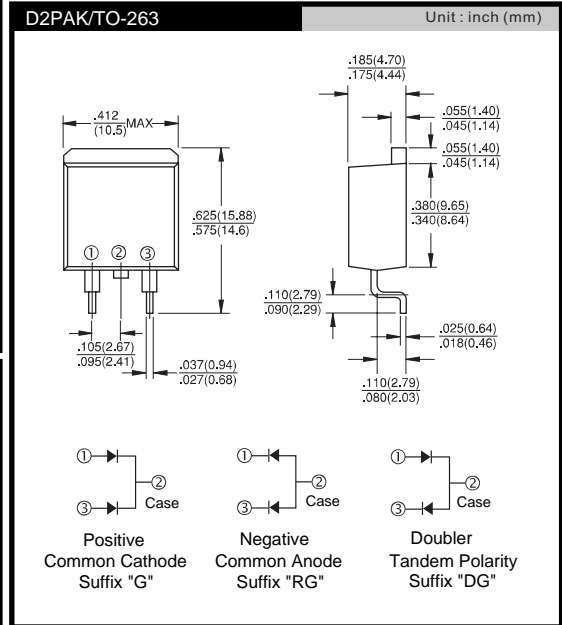 D2PAK/TO-263
Unit : inch (mm)
.185(4.70)
.175(4.44)
.412
(10.5)
MAX
.055(1.40)
.045(1.14)
.055(1.40)
.045(1.14)
.625(15.88)
.575(14.6)
.380(9.65)
.340(8.64)
① ② ③
.110(2.79)
.090(2.29)
.105(2.67)
.095(2.41)
.037(0.94)
.027(0.68)
.025(0.64)
.018(0.46)
.110(2.79)
.080(2.03)
①
②
③
Case
Positive
Common Cathode
Suffix "G"
①
②
③
Case
Negative
Common Anode
Suffix "RG"
①
②
③
Case
Doubler
Tandem Polarity
Suffix "DG"